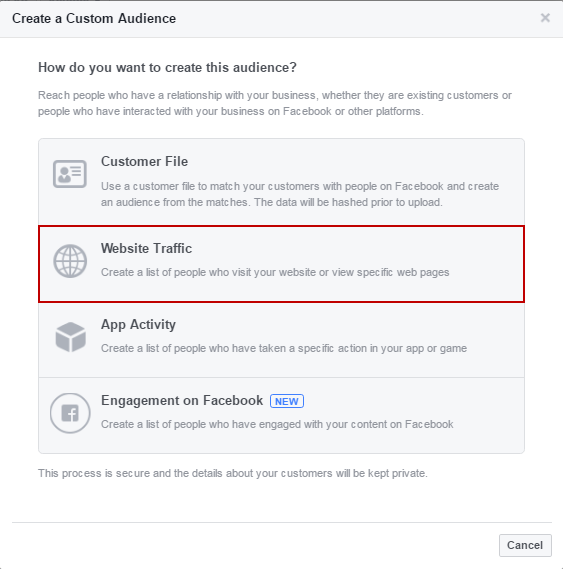 Create a Custom Audience
×
How do you want to create this audience?
Reach people who have a relationship with your business, whether they are existing customers or
people who have interacted with your business on Facebook or other platforms.
Customer File
Use a customer file to match your customers with people on Facebook and create
an audience from the matches. The data will be hashed prior to upload.
Website Traffic
Create a list of people who visit your website or view specific web pages
App Activity
Create a list of people who have taken a specific action in your app or game
Engagement on Facebook NEW
Create a list of people who have engaged with your content on Facebook
This process is secure and the details about your customers will be kept private.
Cancel